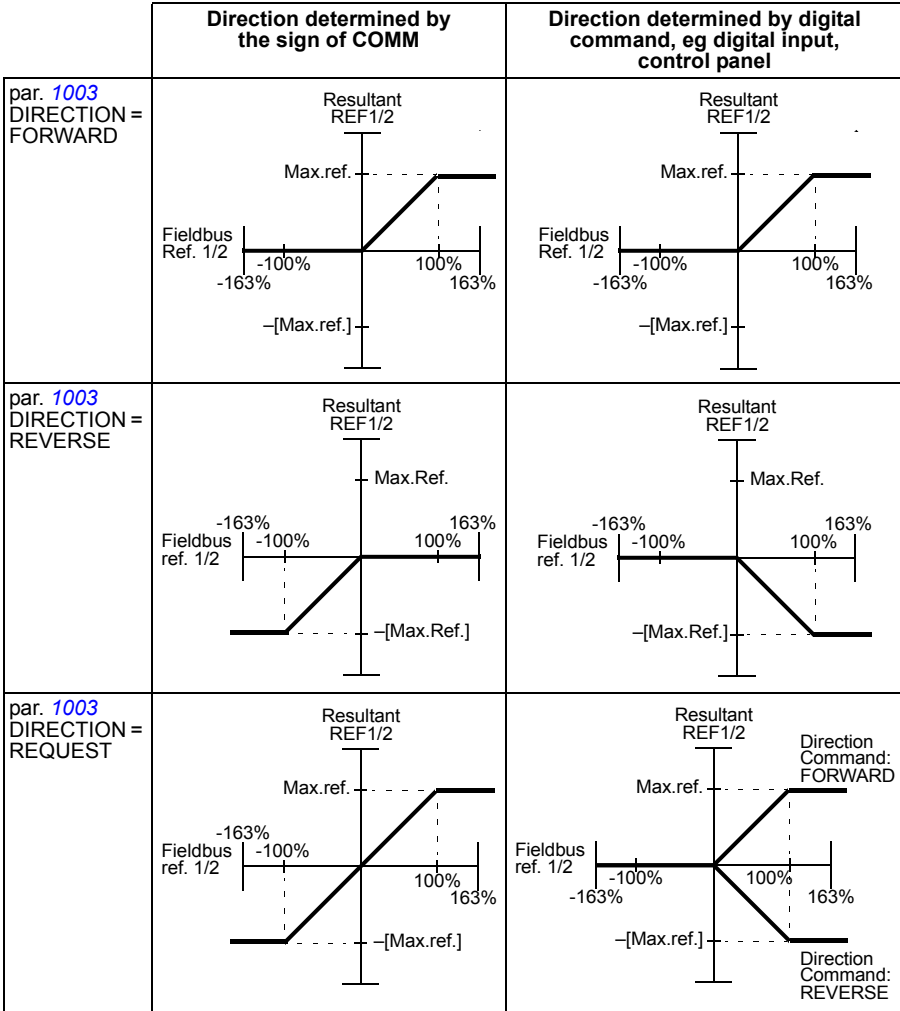 Direction determined by
the sign of COMM
Direction determined by digital
command, eg digital input,
control panel
par. 1003
DIRECTION =
FORWARD
Resultant
REF1/2
Max.ref.
Fieldbus
Ref. 1/2
-100%
-163%
100%
163%
–[Max.ref.]
Resultant
REF1/2
Max.ref.
Fieldbus
Ref. 1/2
-100%
-163%
100%
163%
–[Max.ref.]
par. 1003
DIRECTION =
REVERSE
Resultant
REF1/2
Max.Ref.
-163%
163%
Fieldbus
ref. 1/2
-100%
100%
–[Max.Ref.]
Resultant
REF1/2
Max.Ref.
-163%
163%
Fieldbus
ref. 1/2
-100%
100%
–[Max.Ref.]
par. 1003
DIRECTION =
REQUEST
Resultant
REF1/2
Max.ref.
-163%
Fieldbus
ref. 1/2
-100%
100%
163%
–[Max.ref.]
Resultant
REF1/2
Direction
Command:
FORWARD
Max.ref.
Fieldbus
ref. 1/2
-100%
-163%
100%
163%
–[Max.ref.]
Direction
Command:
REVERSE